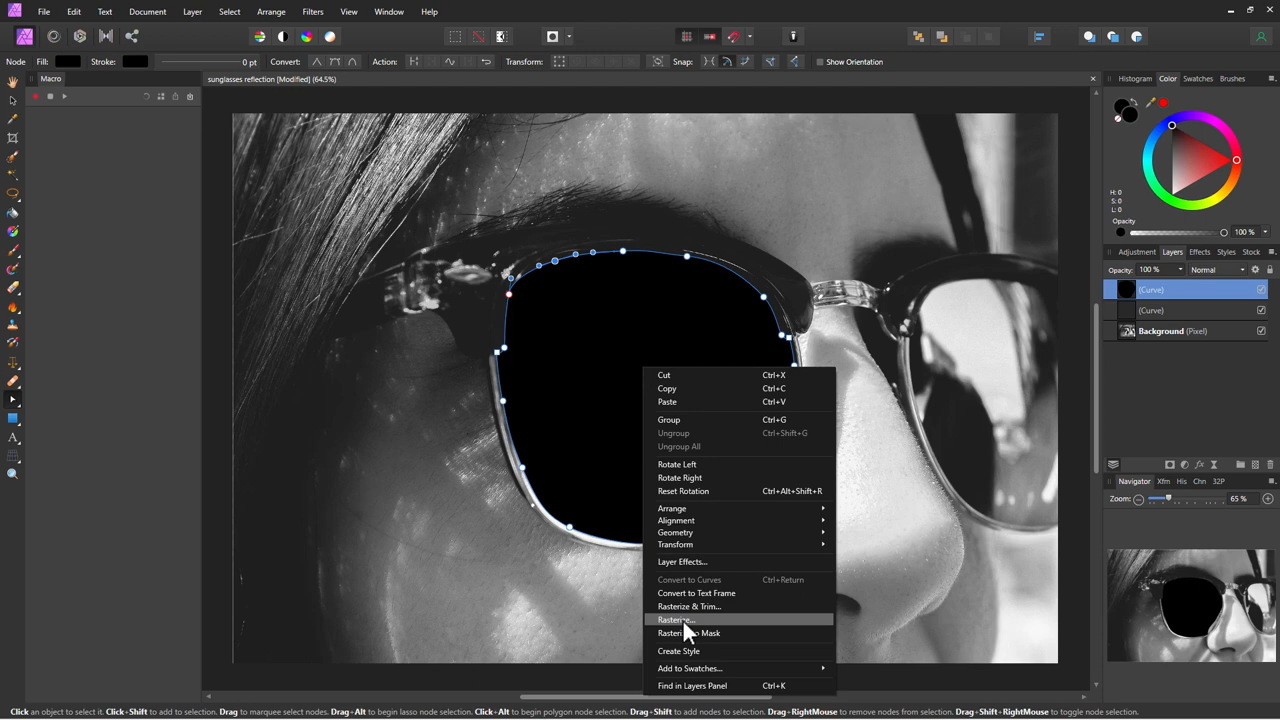 File Edit Text Document Layer Select Arrange Filters View Window Help
Node Fill: Stroke: 0 pt Convert: Action: Transform: Snap: Show Orientation
Macro
sunglasses reflection [Modified] (64.5%)
Histogram Color Swatches Brushes
H: 0
S: 0
L: 0
Opacity
100 %
Adjustment Layers Effects Styles Stock
Opacity: 100 % Normal
(Curve)
(Curve)
Background (Pixel)
Cut Ctrl+X
Copy Ctrl+C
Paste Ctrl+V
Group Ctrl+G
Ungroup Ctrl+Shift+G
Ungroup All
Rotate Left
Rotate Right
Reset Rotation Ctrl+Alt+Shift+R
Arrange
Alignment
Geometry
Transform
Layer Effects...
Convert to Curves Ctrl+Return
Convert to Text Frame
Rasterize & Trim...
Rasterize...
Mask
Create Style
Add to Swatches...
Find in Layers Panel Ctrl+K
Navigator Xfm His Chn 32P
Zoom: 65 %
Click an object to select it. Click+Shift to add to selection. Drag to marquee select nodes. Drag+Alt to begin lasso node selection. Click+Alt to begin polygon node selection. Drag+Shift to add nodes to selection. Drag+RightMouse to remove nodes from selection. Drag+Shift+RightMouse to toggle node selection.